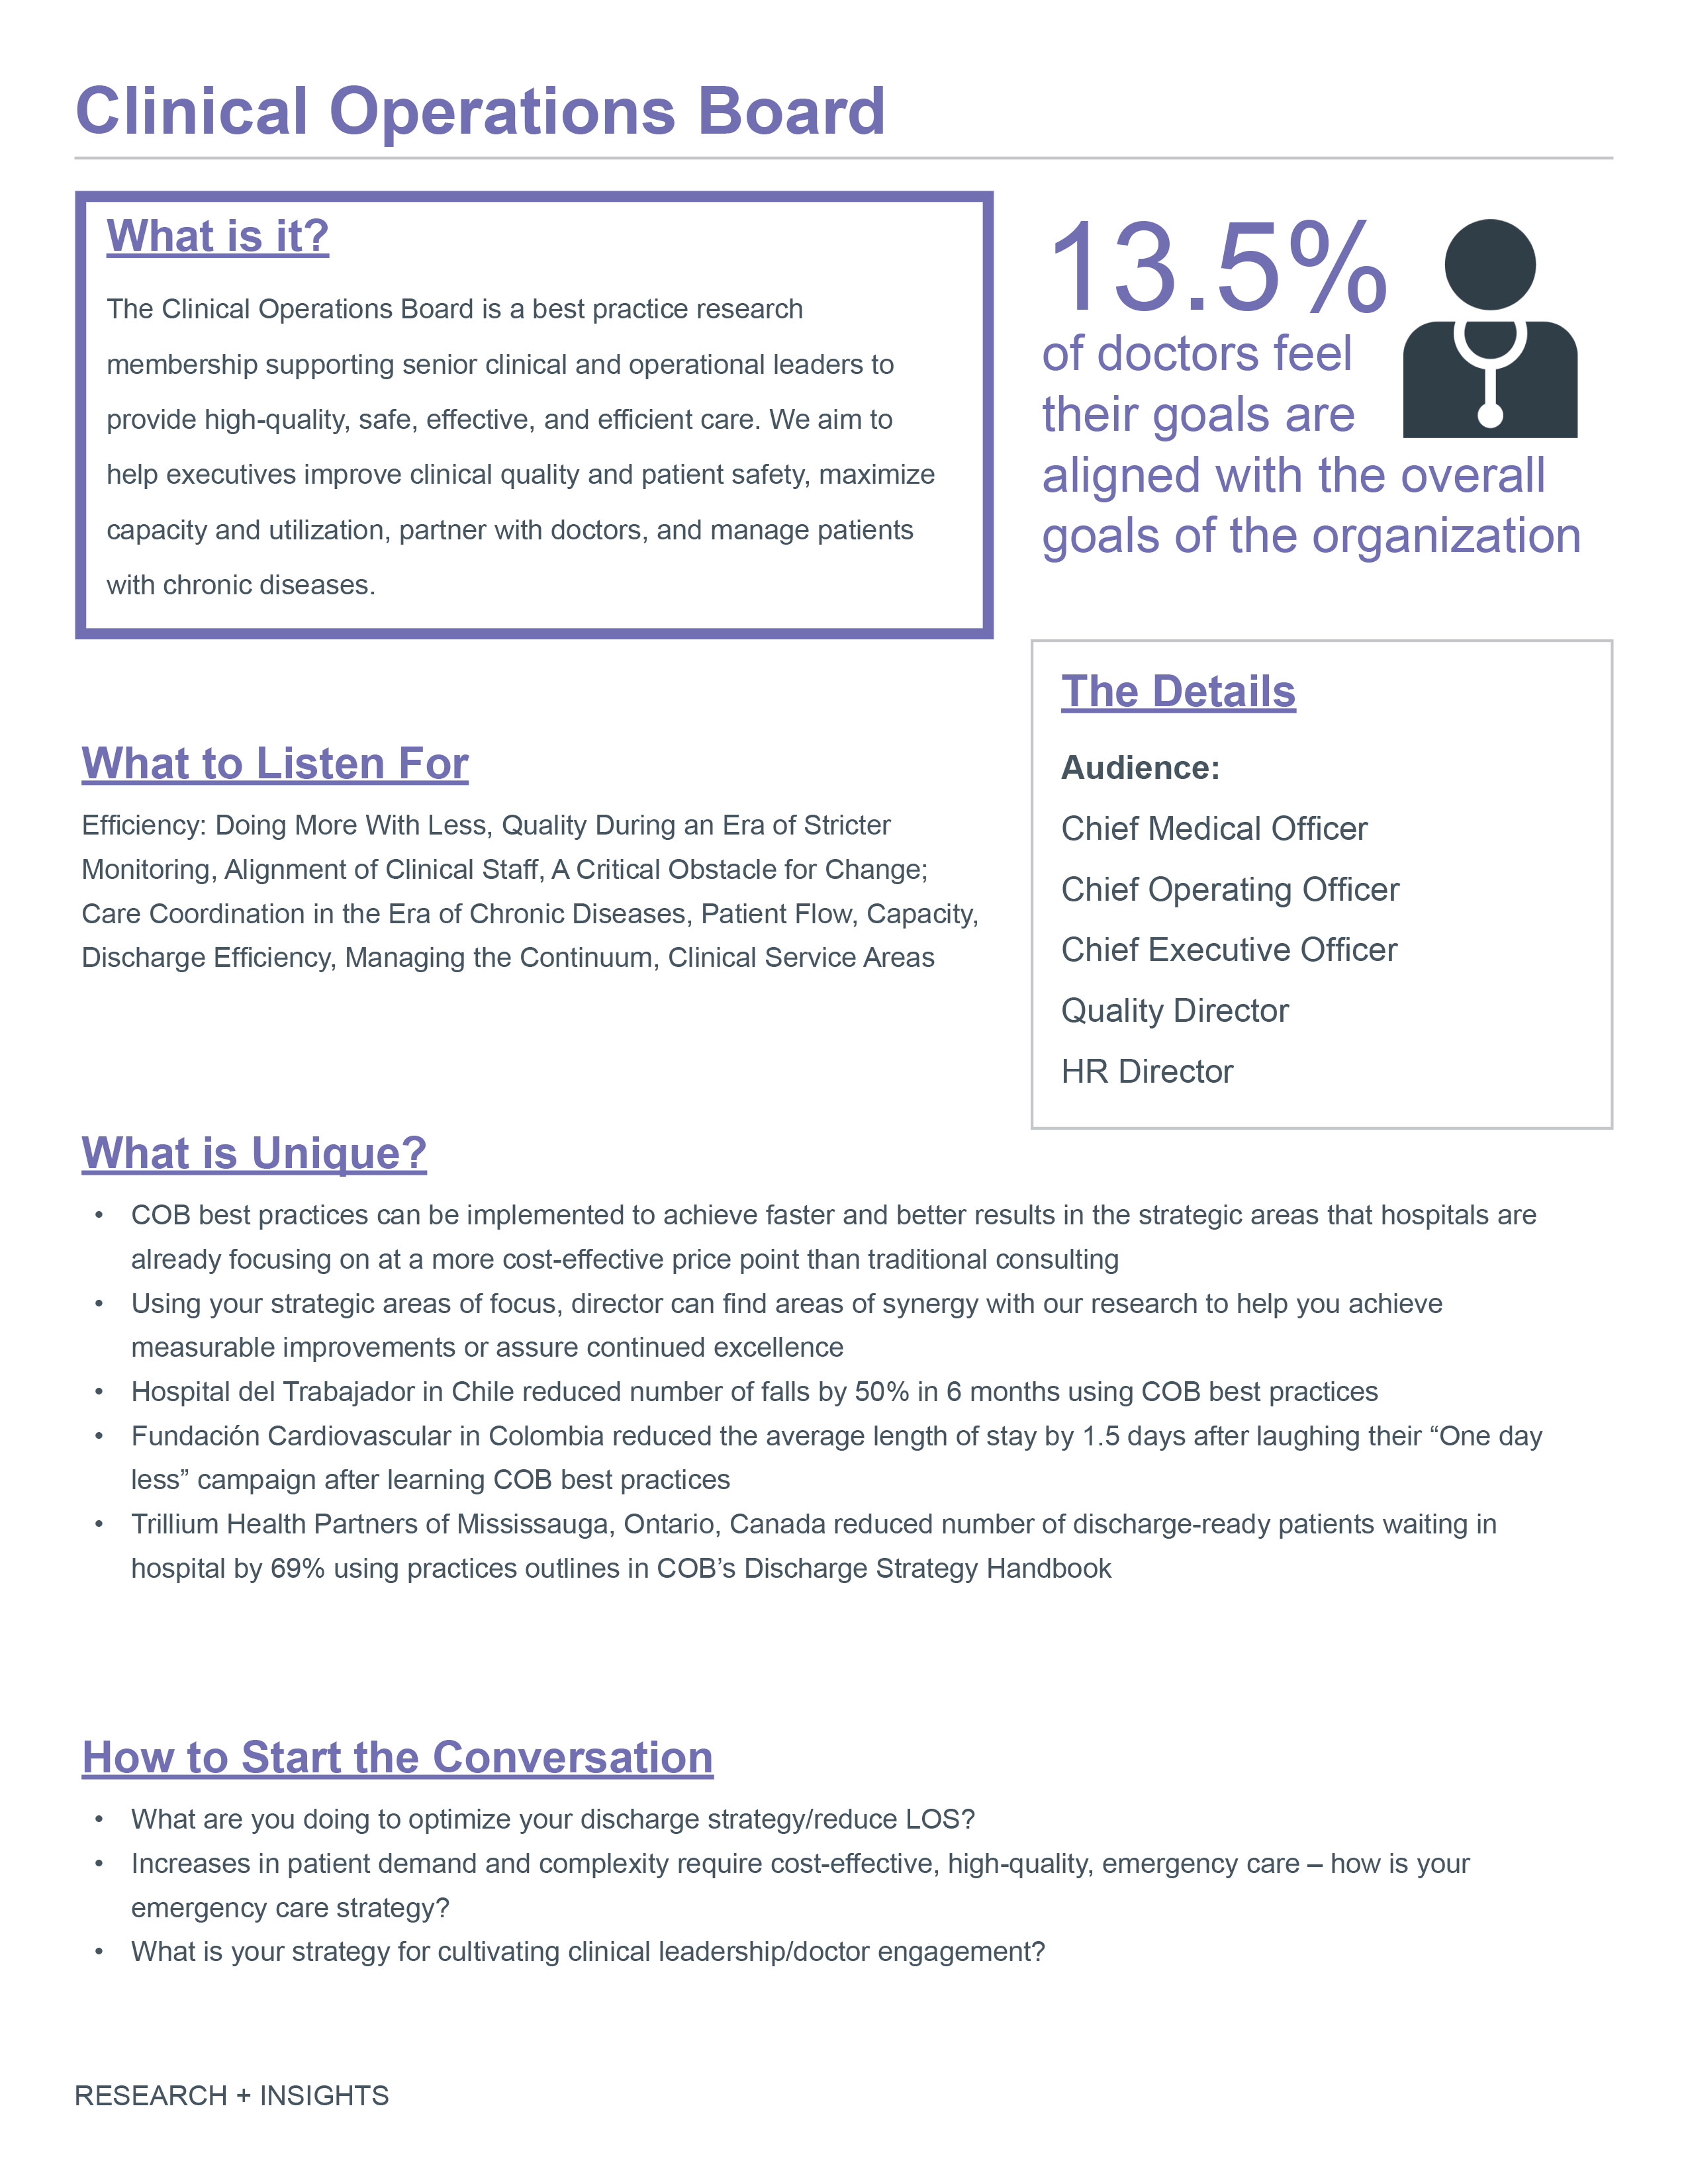 Clinical Operations Board
What is it?
The Clinical Operations Board is a best practice research
membership supporting senior clinical and operational leaders to
provide high-quality, safe, effective, and efficient care. We aim to
help executives improve clinical quality and patient safety, maximize
capacity and utilization, partner with doctors, and manage patients
with chronic diseases.
13.5%
of doctors feel
their goals are
aligned with the overall
goals of the organization
The Details
Audience:
Chief Medical Officer
Chief Operating Officer
Chief Executive Officer
Quality Director
HR Director
What to Listen For
Efficiency: Doing More With Less, Quality During an Era of Stricter
Monitoring, Alignment of Clinical Staff, A Critical Obstacle for Change;
Care Coordination in the Era of Chronic Diseases, Patient Flow, Capacity,
Discharge Efficiency, Managing the Continuum, Clinical Service Areas
What is Unique?
• COB best practices can be implemented to achieve faster and better results in the strategic areas that hospitals are
already focusing on at a more cost-effective price point than traditional consulting
• Using your strategic areas of focus, director can find areas of synergy with our research to help you achieve
measurable improvements or assure continued excellence
• Hospital del Trabajador in Chile reduced number of falls by 50% in 6 months using COB best practices
• Fundación Cardiovascular in Colombia reduced the average length of stay by 1.5 days after laughing their “One day
less” campaign after learning COB best practices
• Trillium Health Partners of Mississauga, Ontario, Canada reduced number of discharge-ready patients waiting in
hospital by 69% using practices outlines in COB’s Discharge Strategy Handbook
How to Start the Conversation
• What are you doing to optimize your discharge strategy/reduce LOS?
• Increases in patient demand and complexity require cost-effective, high-quality, emergency care – how is your
emergency care strategy?
• What is your strategy for cultivating clinical leadership/doctor engagement?
RESEARCH + INSIGHTS